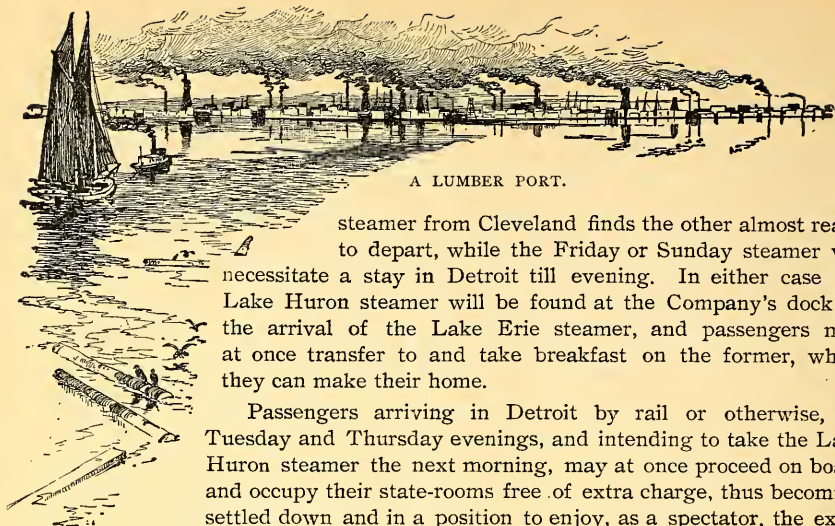 A LUMBER PORT.
steamer from Cleveland finds the other almost
to depart, while the Friday or Sunday steamer
necessitate a stay in Detroit till evening. In either case
Lake Huron steamer will be found at the Company's dock
the arrival of the Lake Erie steamer, and passengers
at once transfer to and take breakfast on the former,
they can make their home.
Passengers arriving in Detroit by rail or otherwise,
Tuesday and Thursday evenings, and intending to take the
Huron steamer the next morning, may at once proceed on
and occupy their state-rooms free of extra charge, thus
settled down and in a position to enjoy, as a spectator, the